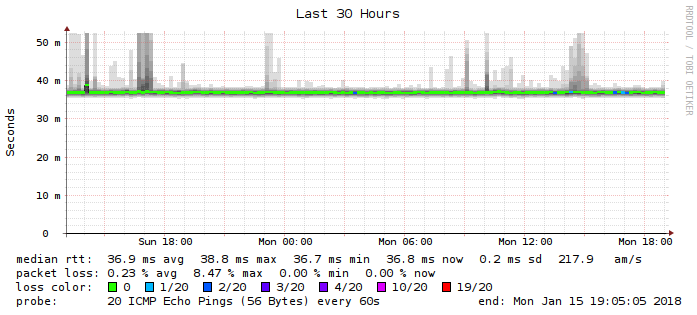 Last 30 Hours
RRDTOOL / TOBI OETIKER
Seconds
50 m
40 m
30 m
20 m
10 m
0
Sun 18:00 Mon 00:00 Mon 06:00 Mon 12:00 Mon 18:00
median rtt: 36.9 ms avg 38.8 ms max 36.7 ms min 36.8 ms now 0.2 ms sd 217.9 am/s
packet loss: 0.23 % avg 8.47 % max 0.00 % min 0.00 % now
loss color: 0 1/20 2/20 3/20 4/20 10/20 19/20
probe: 20 ICMP Echo Pings (56 Bytes) every 60s end: Mon Jan 15 19:05:05 2018